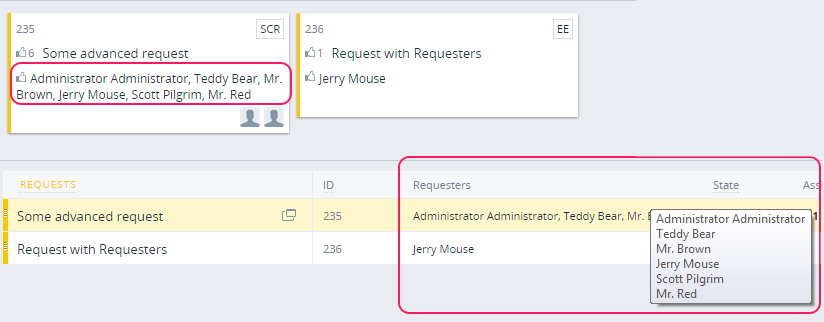 235 SCR
6 Some advanced request
Administrator Administrator, Teddy Bear, Mr.
Brown, Jerry Mouse, Scott Pilgrim, Mr. Red
236 EE
1 Request with Requesters
Jerry Mouse
REQUESTS ID Requesters State Assi
Some advanced request 235 Administrator Administrator, Teddy Bear, Mr. 1
Request with Requesters 236 Jerry Mouse
Administrator Administrator
Teddy Bear
Mr. Brown
Jerry Mouse
Scott Pilgrim
Mr. Red